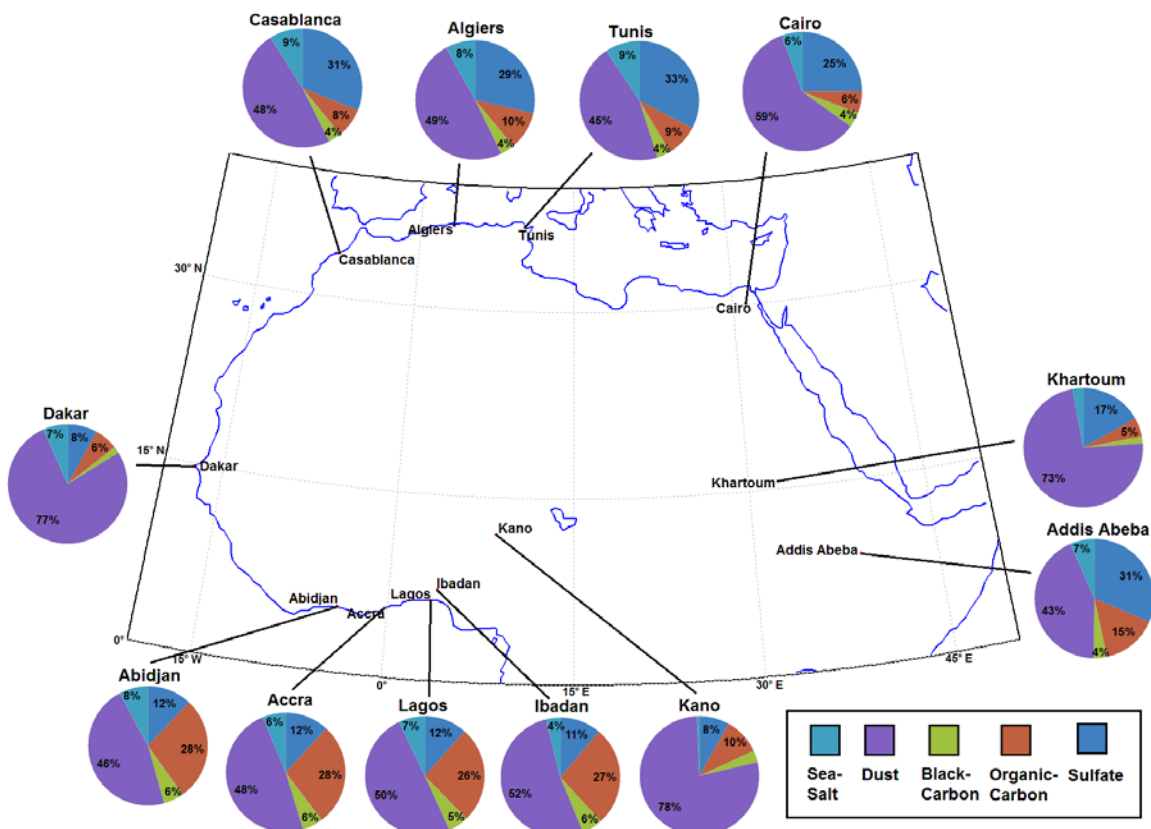 Casablanca
9%
31%
8%
4%
48%
Algiers
8%
29%
10%
4%
49%
Tunis
9%
33%
9%
4%
45%
Cairo
6%
25%
6%
4%
59%
Algiers
Tunis
Casablanca
30° N
Cairo
Khartoum
17%
5%
73%
Dakar
7%
8%
6%
77%
15° N
Dakar
Khartoum
Kano
Addis Abeba
Addis Abeba
7%
31%
15%
4%
43%
Ibadan
Lagos
Abidjan
Accra
0°
15° W
0°
15° E
30° E
45° E
Abidjan
8%
12%
28%
6%
46%
Accra
6%
12%
28%
6%
48%
Lagos
7%
12%
26%
5%
50%
Ibadan
4%
11%
27%
6%
52%
Kano
8%
10%
78%
Sea-
Salt
Dust
Black-
Carbon
Organic-
Carbon
Sulfate